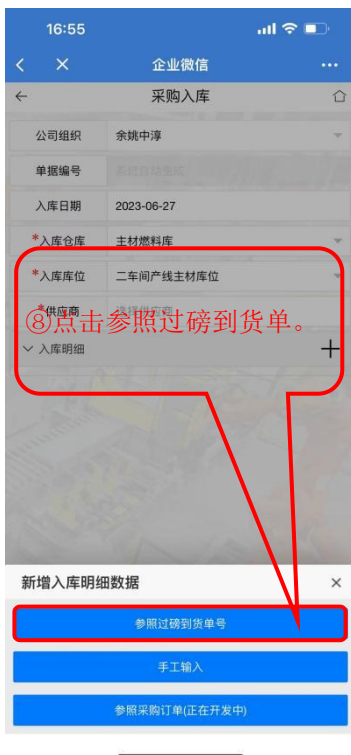 16:55
企业微信
采购入库
公司组织 余姚中淳
单据编号 系统自动生成
入库日期 2023-06-27
*入库仓库 主材燃料库
*入库库位 二车间产线主材库位
*供应商 选择供应商
⑧点击参照过磅到货单。
入库明细
新增入库明细数据
参照过磅到货单号
手工输入
参照采购订单(正在开发中)